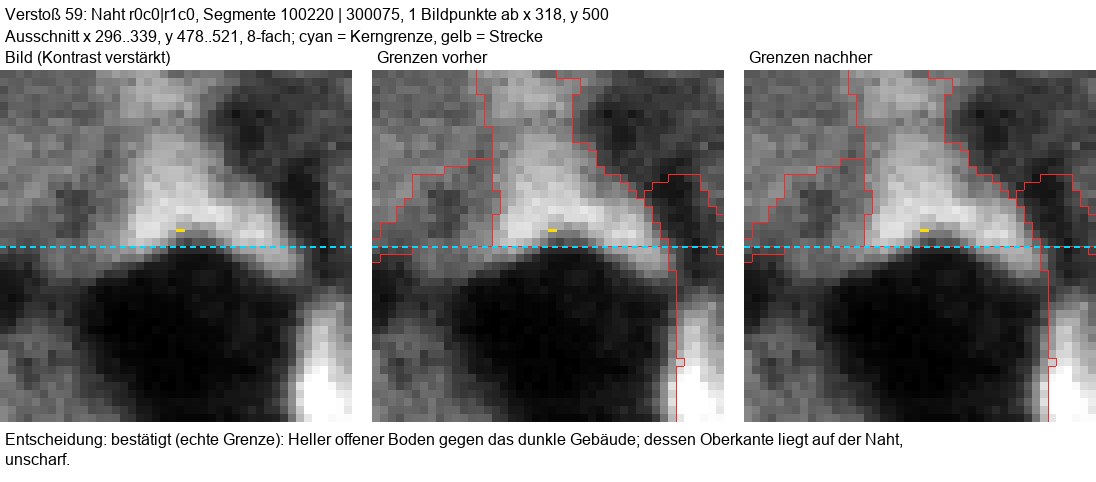 Verstoß 59: Naht r0c0|r1c0, Segmente 100220 | 300075, 1 Bildpunkte ab x 318, y 500
Ausschnitt x 296..339, y 478..521, 8-fach; cyan = Kerngrenze, gelb = Strecke
Bild (Kontrast verstärkt)
Grenzen vorher
Grenzen nachher
Entscheidung: bestätigt (echte Grenze): Heller offener Boden gegen das dunkle Gebäude; dessen Oberkante liegt auf der Naht,
unscharf.